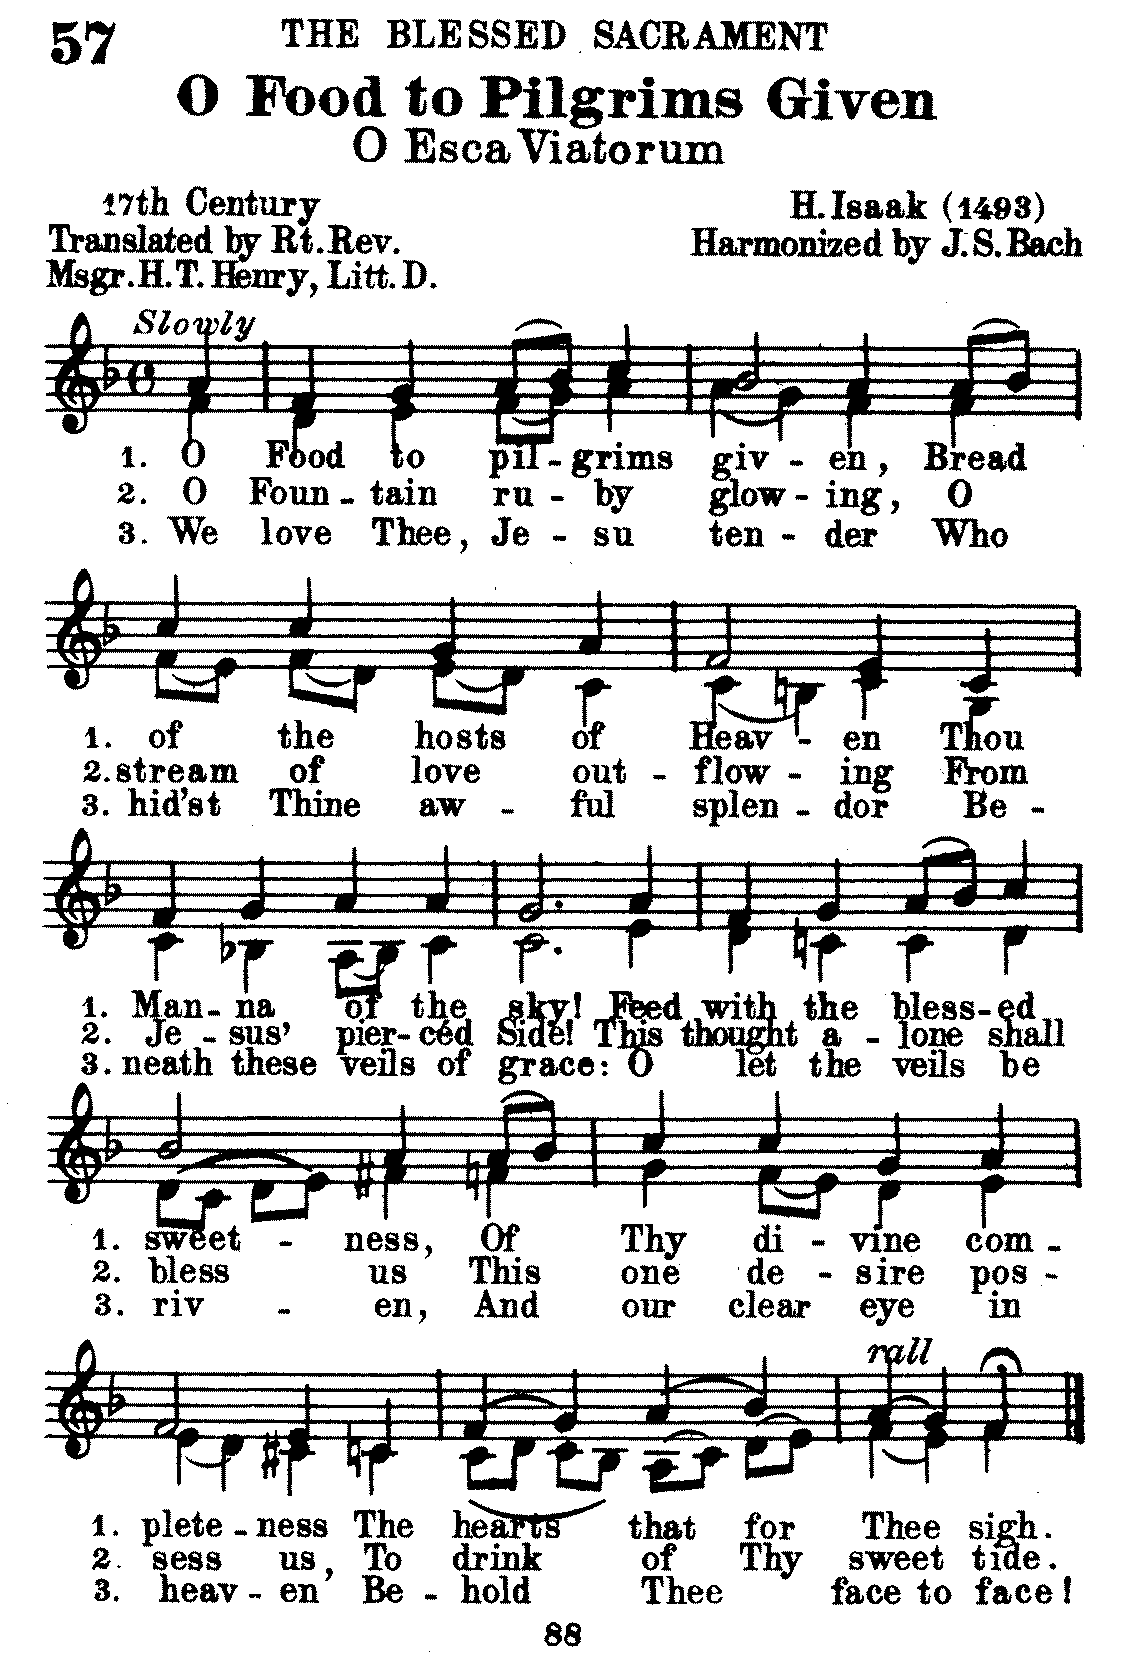 57 THE BLESSED SACRAMENT
O Food to Pilgrims Given
O Esca Viatorum
17th Century
Translated by Rt. Rev.
Msgr. H. T. Henry, Litt. D.
H. Isaak (1493)
Harmonized by J. S. Bach
Slowly
1. O Food to pil - grims giv - en, Bread
2. O Foun - tain ru - by glow - ing, O
3. We love Thee, Je - su ten - der Who
1. of the hosts of Heav - en Thou
2. stream of love out - flow - ing From
3. hid'st Thine aw - ful splen - dor Be -
1. Man - na of the sky! Feed with the bless - ed
2. Je - sus' pier - céd Side! This thought a - lone shall
3. neath these veils of grace: O let the veils be
1. sweet - ness, Of Thy di - vine com -
2. bless us This one de - sire pos -
3. riv - en, And our clear eye in
rall
1. plete - ness The hearts that for Thee sigh.
2. sess us, To drink of Thy sweet tide.
3. heav - en Be - hold Thee face to face!
88